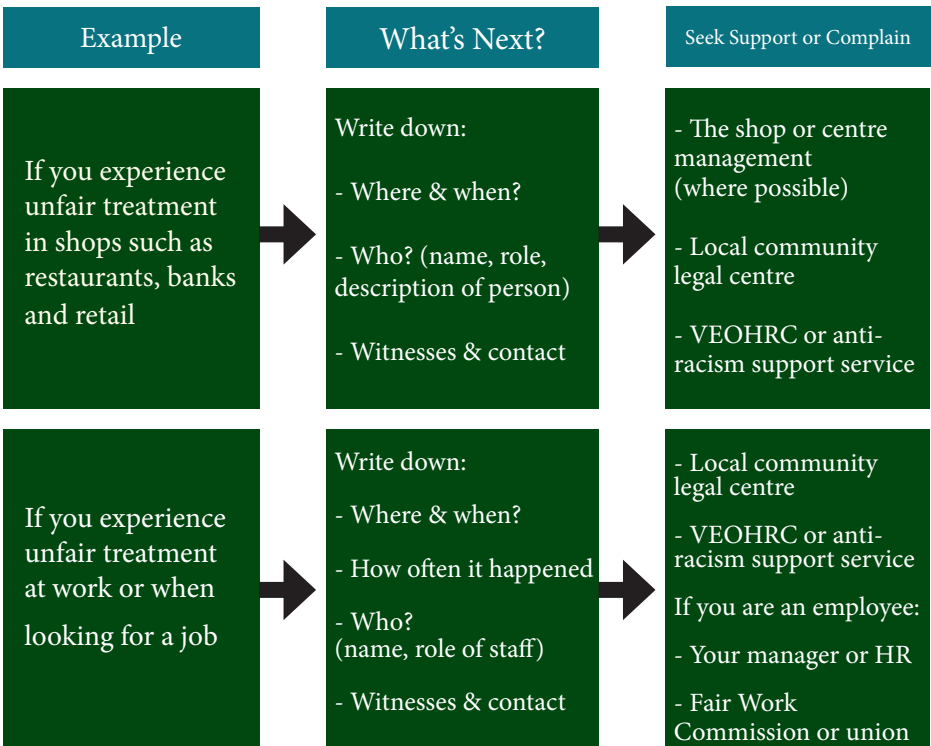 Example
What's Next?
Seek Support or Complain
If you experience
unfair treatment
in shops such as
restaurants, banks
and retail
Write down:
- Where & when?
- Who? (name, role,
description of person)
- Witnesses & contact
- The shop or centre
management
(where possible)
- Local community
legal centre
- VEOHRC or anti-
racism support service
If you experience
unfair treatment
at work or when
looking for a job
Write down:
- Where & when?
- How often it happened
- Who?
(name, role of staff)
- Witnesses & contact
- Local community
legal centre
- VEOHRC or anti-
racism support service
If you are an employee:
- Your manager or HR
- Fair Work
Commission or union